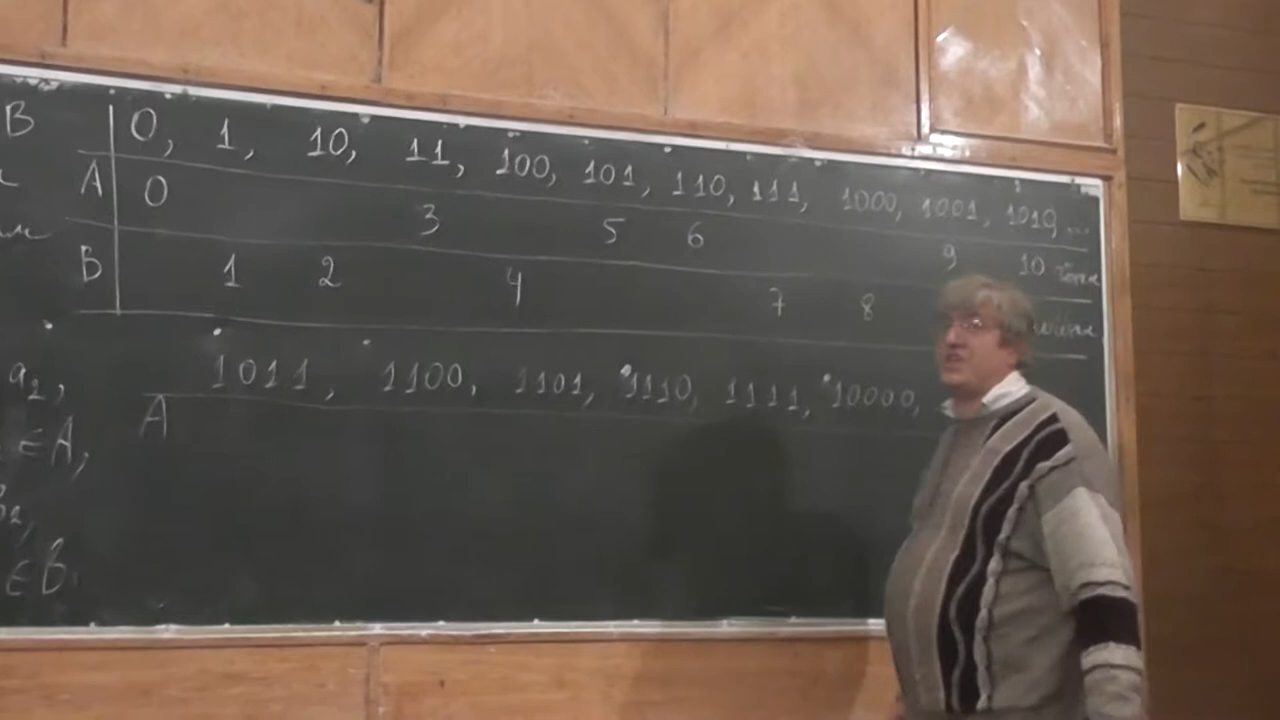 B 0, 1, 10, 11, 100, 101, 110, 111, 1000, 1001, 1010, ...
A 0 3 5 6 9 10
B 1 2 4 7 8
1011, 1100, 1101, 1110, 1111, 10000,
a₂,
A
∈A,
∈B.